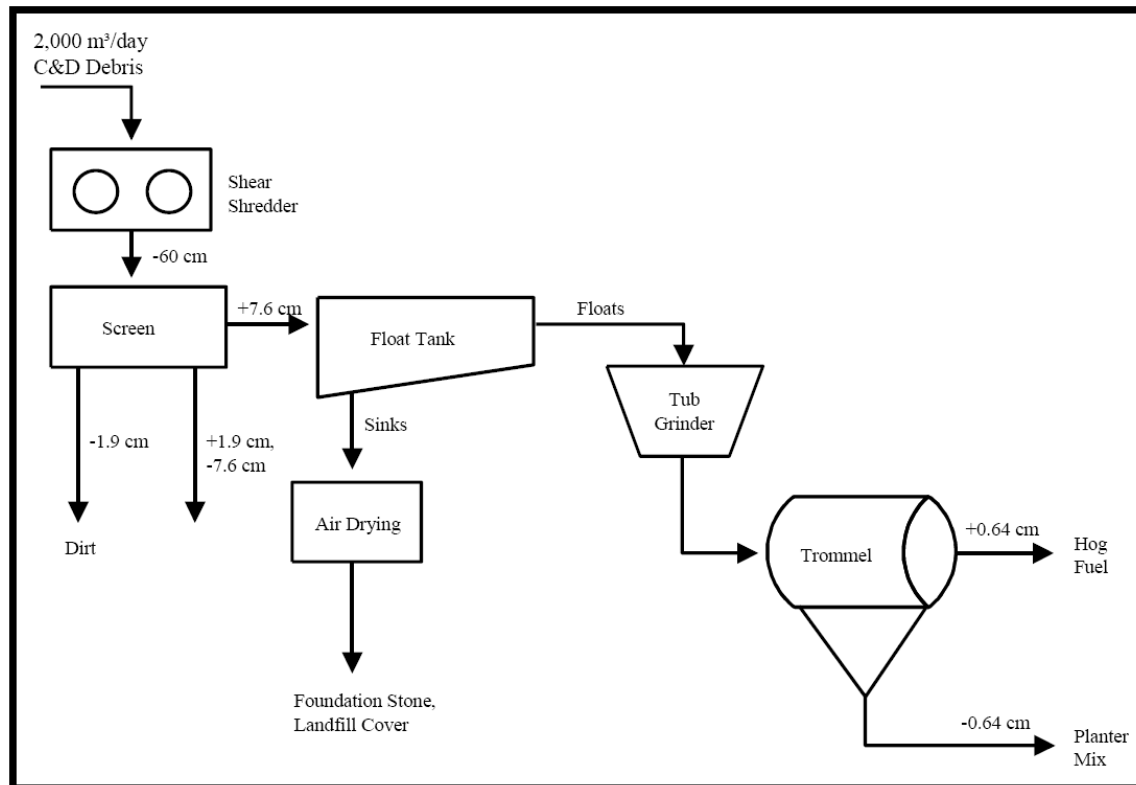 2,000 m³/day
C&D Debris
Shear
Shredder
-60 cm
Screen
+7.6 cm
Float Tank
Floats
Tub
Grinder
-1.9 cm
+1.9 cm,
-7.6 cm
Sinks
Dirt
Air Drying
Trommel
+0.64 cm
Hog
Fuel
Foundation Stone,
Landfill Cover
-0.64 cm
Planter
Mix